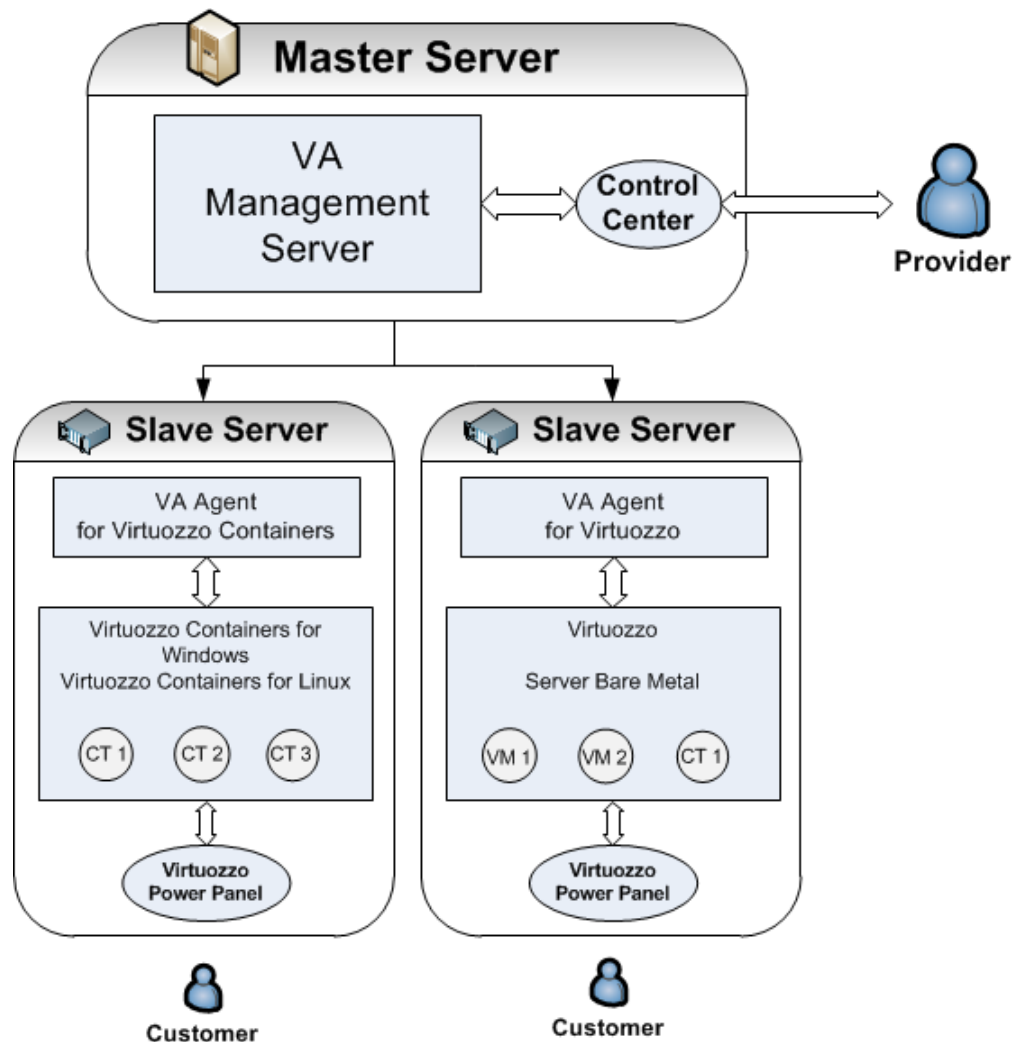 Master Server
VA
Management
Server
Control
Center
Provider
Slave Server
VA Agent
for Virtuozzo Containers
Virtuozzo Containers for
Windows
Virtuozzo Containers for Linux
CT 1
CT 2
CT 3
Virtuozzo
Power Panel
Customer
Slave Server
VA Agent
for Virtuozzo
Virtuozzo
Server Bare Metal
VM 1
VM 2
CT 1
Virtuozzo
Power Panel
Customer